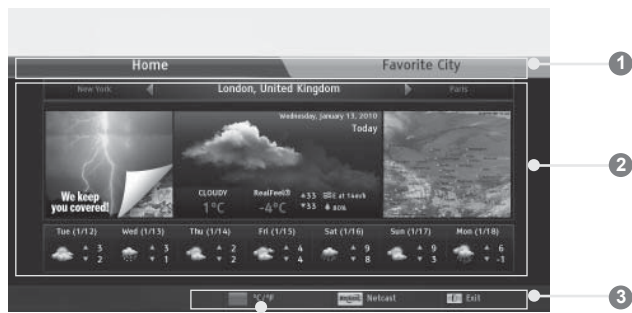 Home Favorite City 1
New York London, United Kingdom Paris
Wednesday, January 13, 2010
Today
We keep
you covered!
CLOUDY RealFeel®
1°C -4°C
2
Tue (1/12) Wed (1/13) Thu (1/14) Fri (1/15) Sat (1/16) Sun (1/17) Mon (1/18)
3 3 2 4 9 9 6
2 1 2 4 8 3 -1
°C/°F Netcast Exit 3